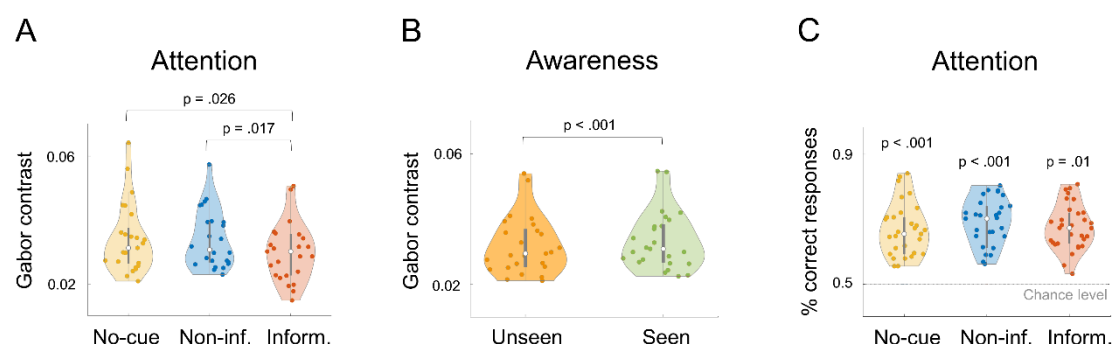 A
Attention
p = .026
p = .017
Gabor contrast
0.06
0.02
No-cue Non-inf. Inform.
B
Awareness
p < .001
Gabor contrast
0.06
0.02
Unseen Seen
C
Attention
% correct responses
0.9
0.5
p <.001
p <.001
p =.01
Chance level
No-cue Non-inf. Inform.